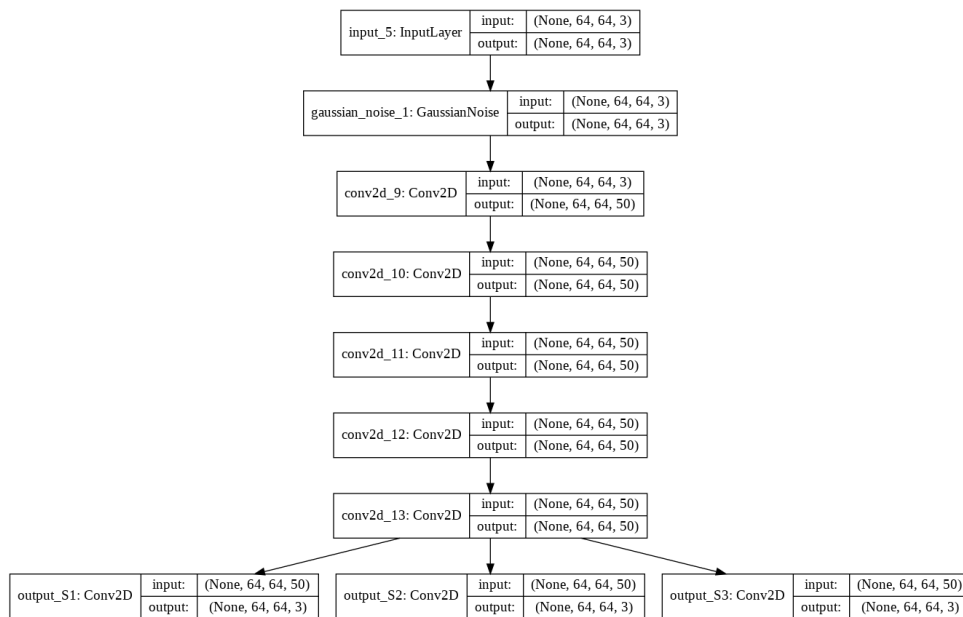 input_5: InputLayer
input: (None, 64, 64, 3)
output: (None, 64, 64, 3)
gaussian_noise_1: GaussianNoise
input: (None, 64, 64, 3)
output: (None, 64, 64, 3)
conv2d_9: Conv2D
input: (None, 64, 64, 3)
output: (None, 64, 64, 50)
conv2d_10: Conv2D
input: (None, 64, 64, 50)
output: (None, 64, 64, 50)
conv2d_11: Conv2D
input: (None, 64, 64, 50)
output: (None, 64, 64, 50)
conv2d_12: Conv2D
input: (None, 64, 64, 50)
output: (None, 64, 64, 50)
conv2d_13: Conv2D
input: (None, 64, 64, 50)
output: (None, 64, 64, 50)
output_S1: Conv2D
input: (None, 64, 64, 50)
output: (None, 64, 64, 3)
output_S2: Conv2D
input: (None, 64, 64, 50)
output: (None, 64, 64, 3)
output_S3: Conv2D
input: (None, 64, 64, 50)
output: (None, 64, 64, 3)